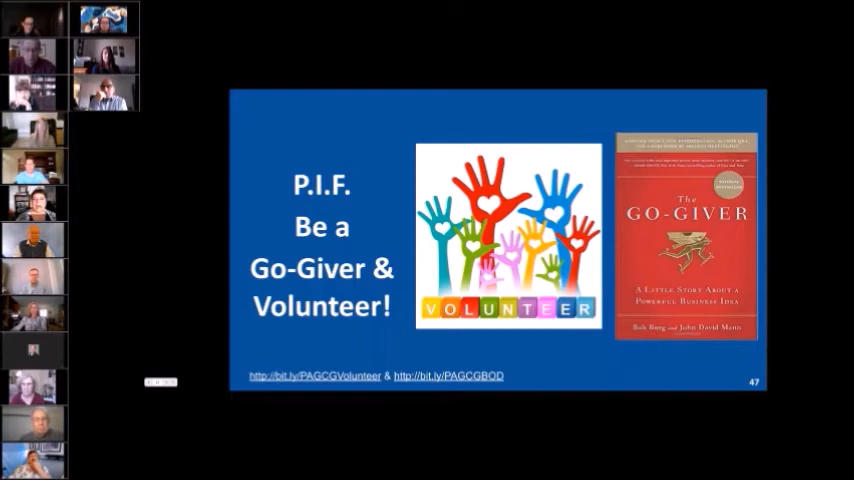 P.I.F.
Be a
Go-Giver &
Volunteer!
VOLUNTEER
The
GO-GIVER
A LITTLE STORY ABOUT A
POWERFUL BUSINESS IDEA
Bob Burg and John David Mann
http://bit.ly/PAGCGVolunteer & http://bit.ly/PAGCGBOD
47